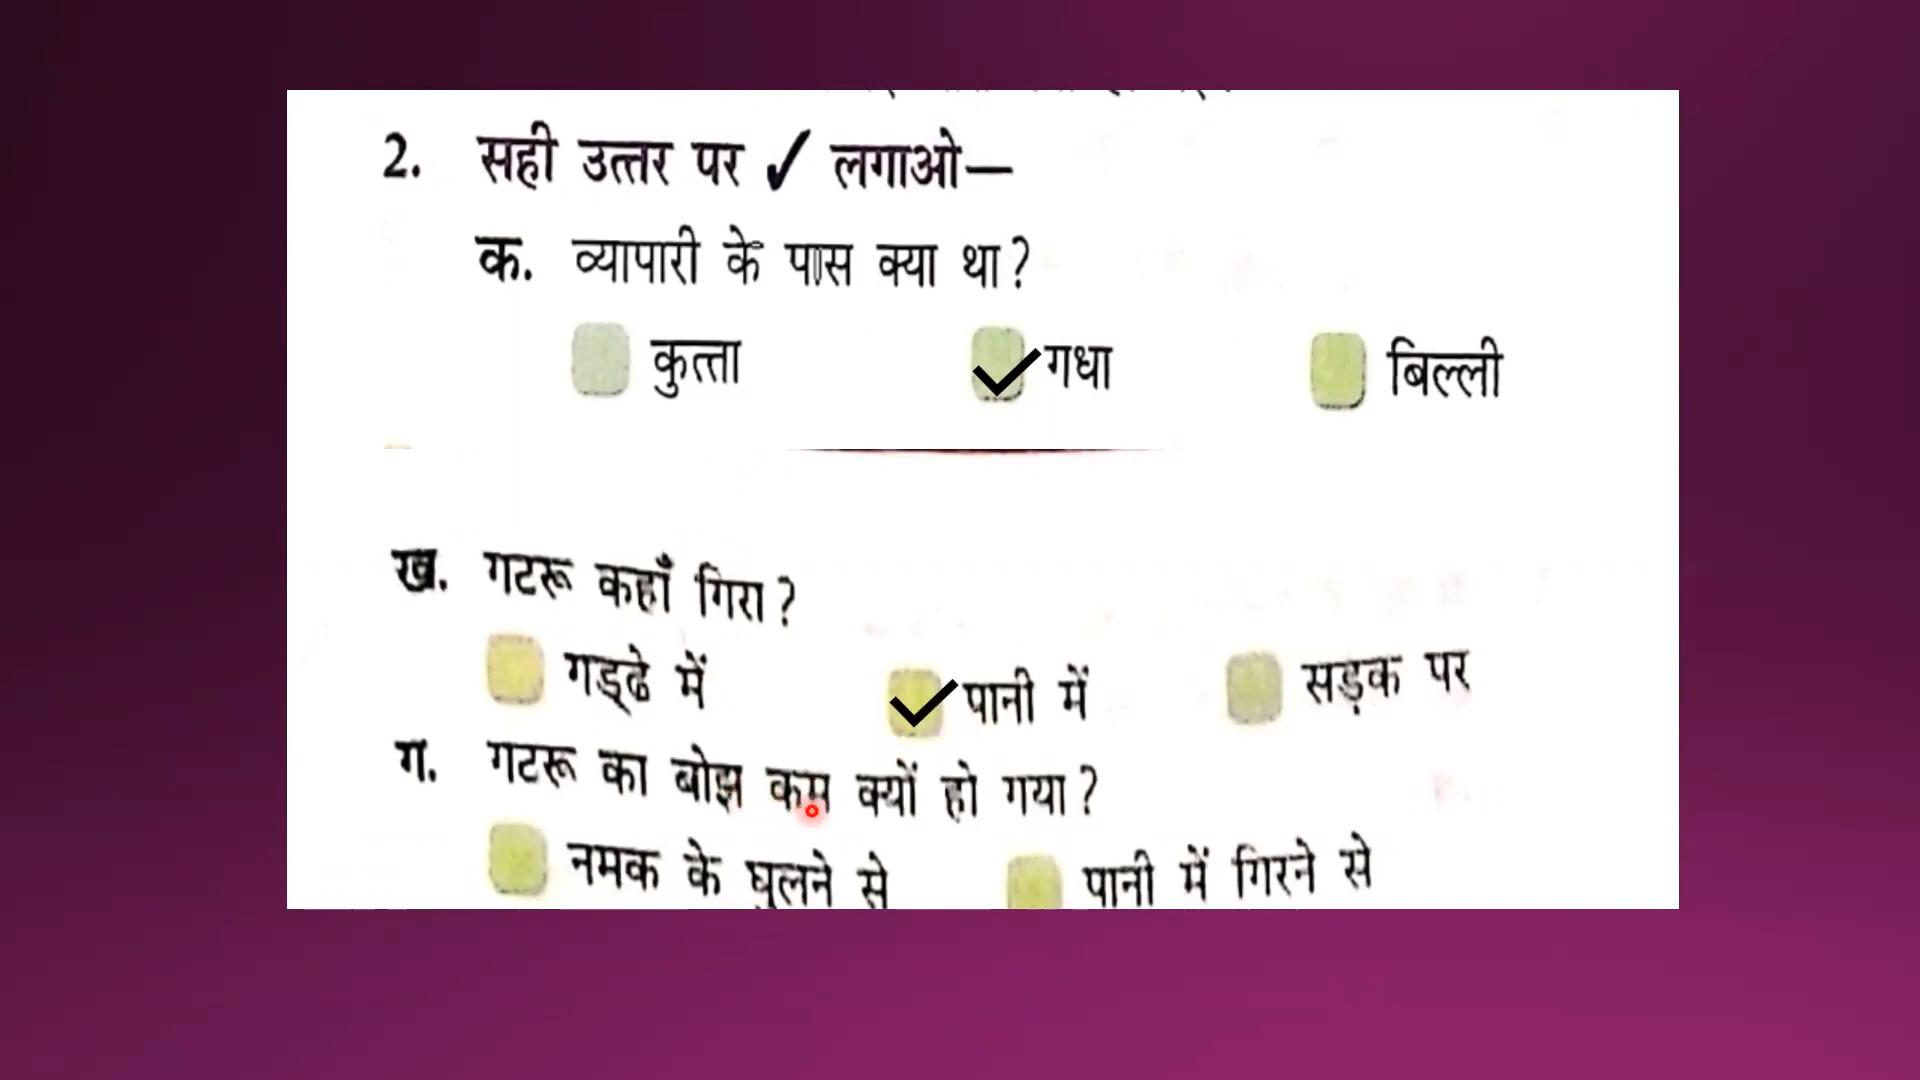 2. सही उत्तर पर ✓ लगाओ—
क. व्यापारी के पास क्या था?
कुत्ता गधा बिल्ली
ख. गटरू कहाँ गिरा?
गड्ढे में पानी में सड़क पर
ग. गटरू का बोझ कम क्यों हो गया?
नमक के घुलने से पानी में गिरने से